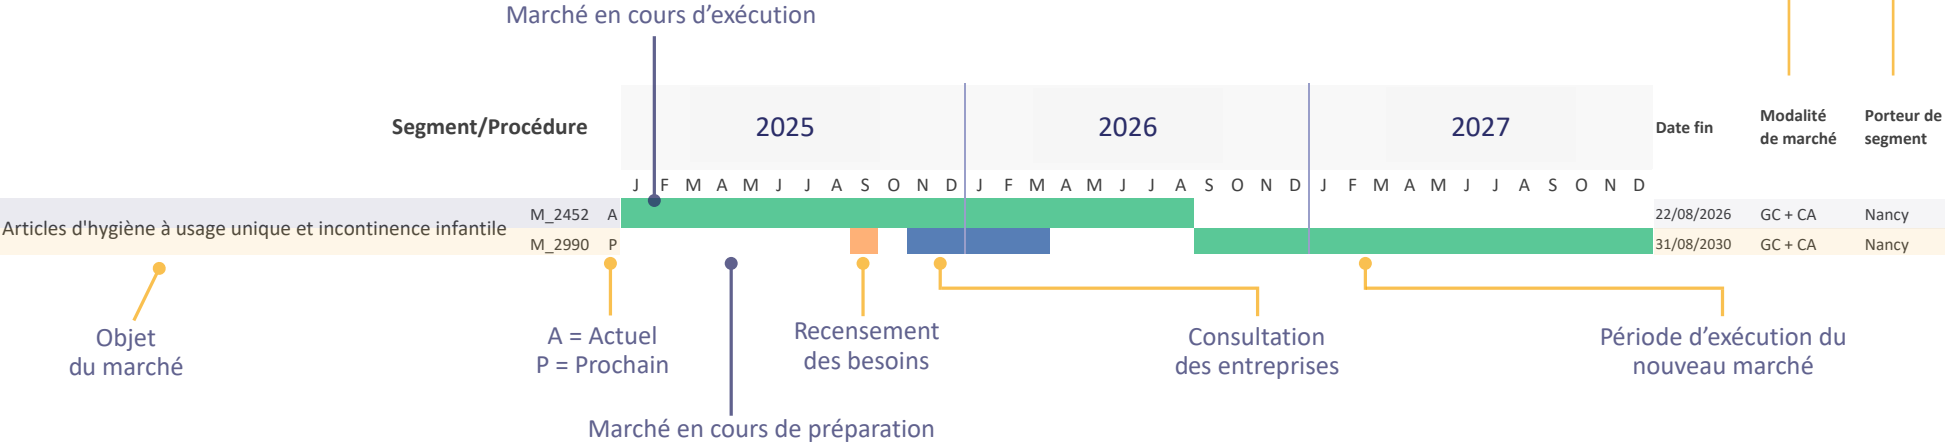 Marché en cours d’exécution
Segment/Procédure
2025
2026
2027
Date fin
Modalité
de marché
Porteur de
segment
J F M A M J J A S O N D J F M A M J J A S O N D J F M A M J J A S O N D
Articles d'hygiène à usage unique et incontinence infantile
M_2452 A
22/08/2026 GC + CA Nancy
M_2990 P
31/08/2030 GC + CA Nancy
Objet
du marché
A = Actuel
P = Prochain
Recensement
des besoins
Consultation
des entreprises
Période d’exécution du
nouveau marché
Marché en cours de préparation